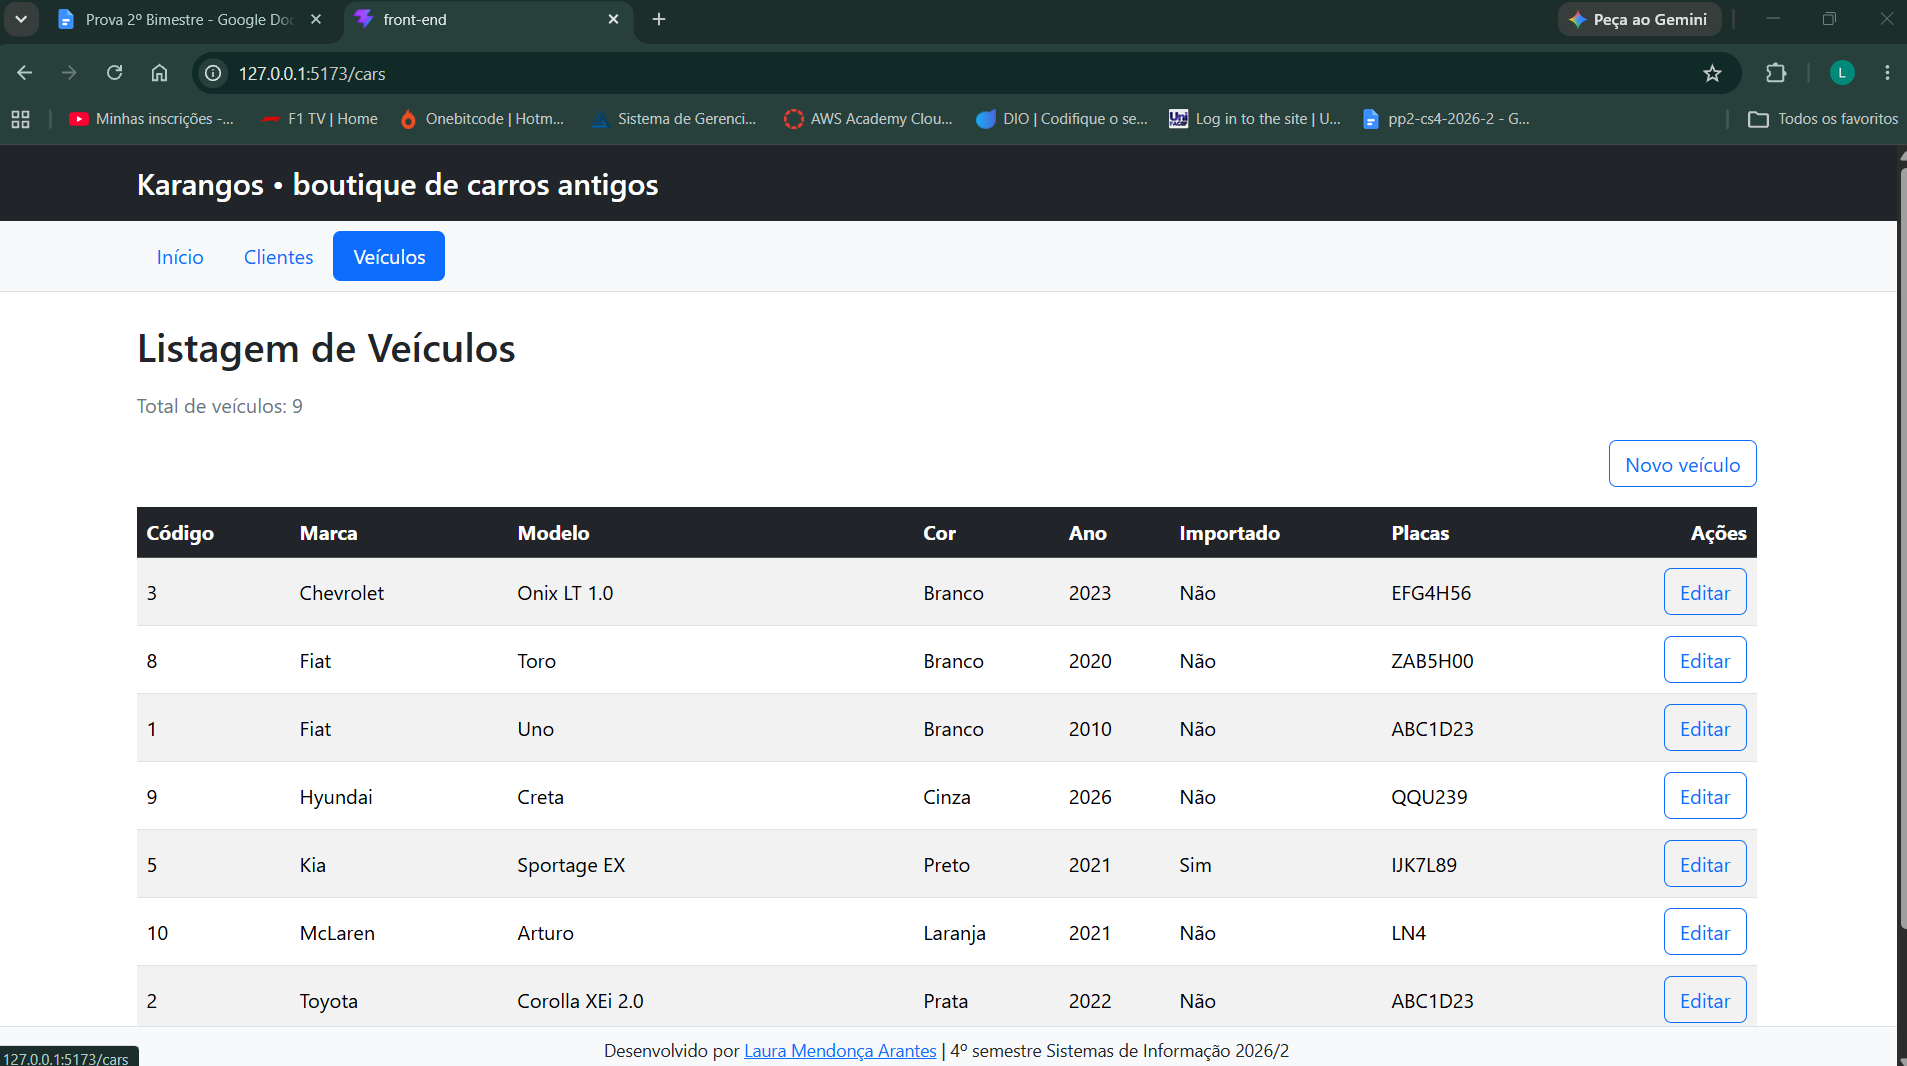 Prova 2º Bimestre - Google Doc
front-end
Peça ao Gemini
127.0.0.1:5173/cars
L
Minhas inscrições -...
F1 TV | Home
Onebitcode | Hotm...
Sistema de Gerenci...
AWS Academy Clou...
DIO | Codifique o se...
Log in to the site | U...
pp2-cs4-2026-2 - G...
Todos os favoritos
Karangos • boutique de carros antigos
Início Clientes Veículos
Listagem de Veículos
Total de veículos: 9
Novo veículo
Código Marca Modelo Cor Ano Importado Placas Ações
3 Chevrolet Onix LT 1.0 Branco 2023 Não EFG4H56 Editar
8 Fiat Toro Branco 2020 Não ZAB5H00 Editar
1 Fiat Uno Branco 2010 Não ABC1D23 Editar
9 Hyundai Creta Cinza 2026 Não QQU239 Editar
5 Kia Sportage EX Preto 2021 Sim IJK7L89 Editar
10 McLaren Arturo Laranja 2021 Não LN4 Editar
2 Toyota Corolla XEi 2.0 Prata 2022 Não ABC1D23 Editar
Desenvolvido por Laura Mendonça Arantes | 4º semestre Sistemas de Informação 2026/2
127.0.0.1:5173/cars